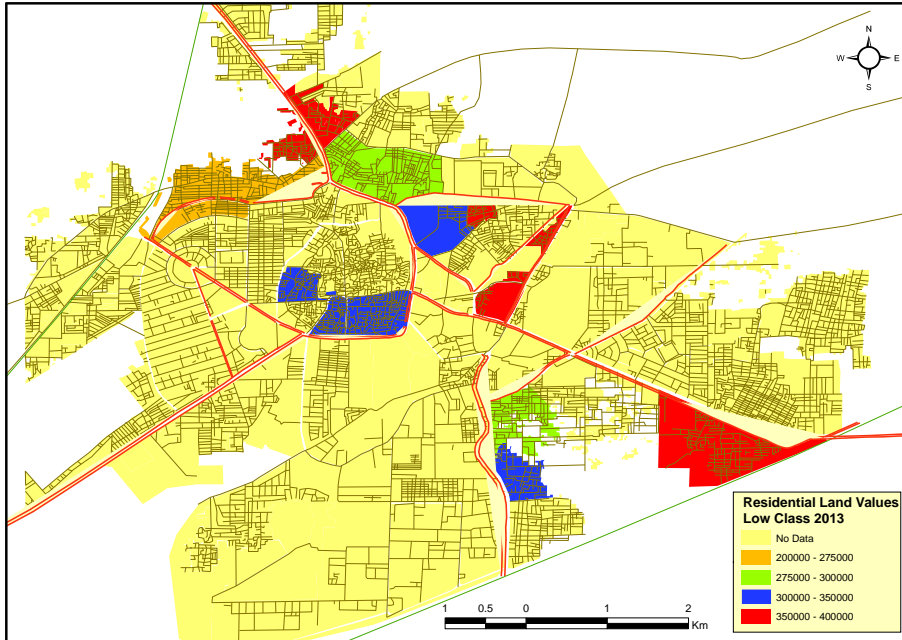 N
W E
S
Residential Land Values
Low Class 2013
No Data
200000 - 275000
275000 - 300000
300000 - 350000
350000 - 400000
1 0.5 0 1 2
Km